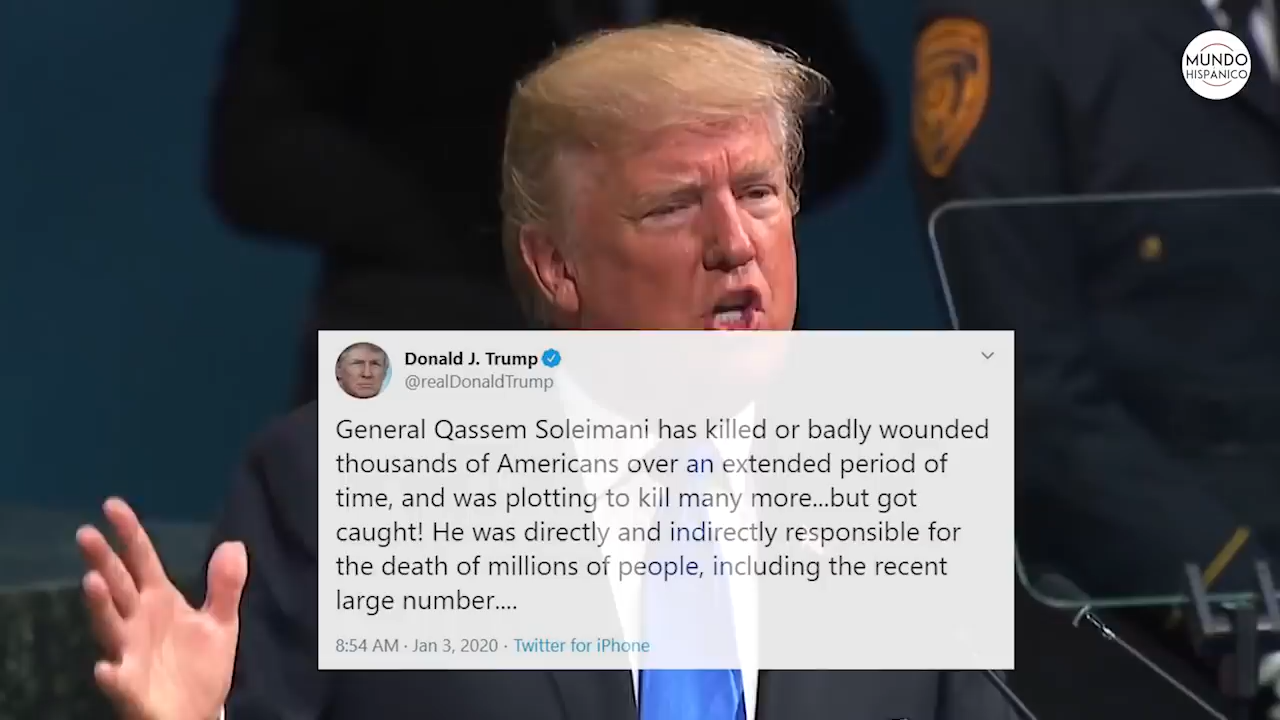 MUNDO
HISPÁNICO
Donald J. Trump
@realDonaldTrump
General Qassem Soleimani has killed or badly wounded
thousands of Americans over an extended period of
time, and was plotting to kill many more...but got
caught! He was directly and indirectly responsible for
the death of millions of people, including the recent
large number....
8:54 AM · Jan 3, 2020 · Twitter for iPhone